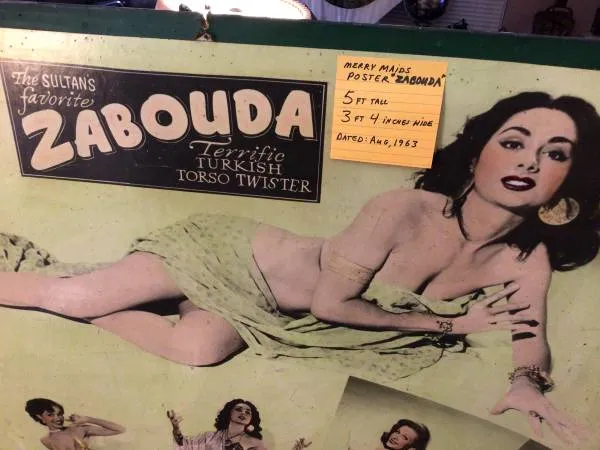 The SULTAN'S
favorite
ZABOUDA
Terrific
TURKISH
TORSO TWISTER
MERRY MAIDS
POSTER "ZABOUDA"
5 FT TALL
3 FT 4 INCHES WIDE
DATED: AUG, 1963